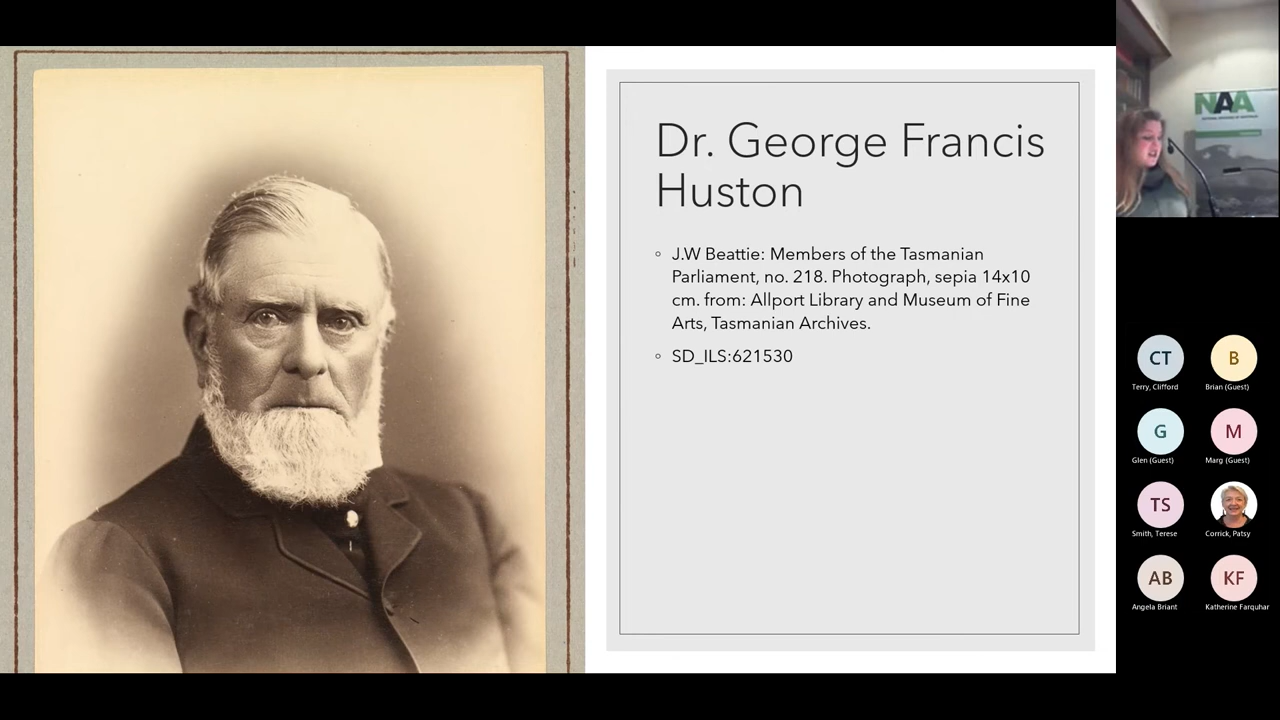 Dr. George Francis
Huston
J.W Beattie: Members of the Tasmanian
Parliament, no. 218. Photograph, sepia 14x10
cm. from: Allport Library and Museum of Fine
Arts, Tasmanian Archives.
SD_ILS:621530
NAA
CT
Terry, Clifford
B
Brian (Guest)
G
Glen (Guest)
M
Marg (Guest)
TS
Smith, Terese
Corrick, Patsy
AB
Angela Briant
KF
Katherine Farquhar